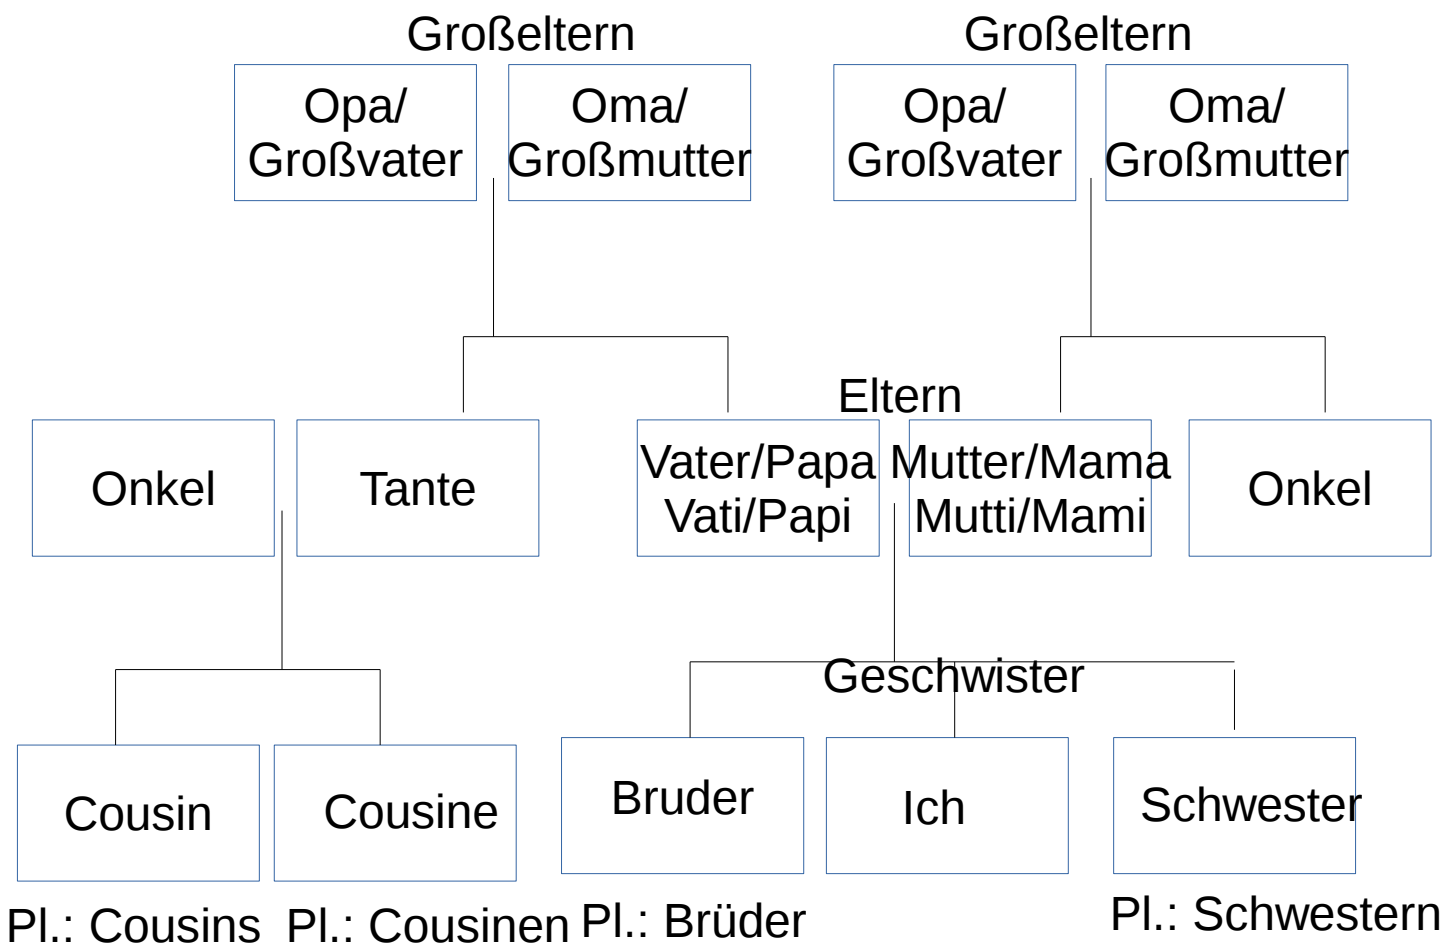 Großeltern
Großeltern
Opa/
Großvater
Oma/
Großmutter
Opa/
Großvater
Oma/
Großmutter
Eltern
Onkel
Tante
Vater/Papa
Vati/Papi
Mutter/Mama
Mutti/Mami
Onkel
Geschwister
Cousin
Cousine
Bruder
Ich
Schwester
Pl.: Cousins
Pl.: Cousinen
Pl.: Brüder
Pl.: Schwestern